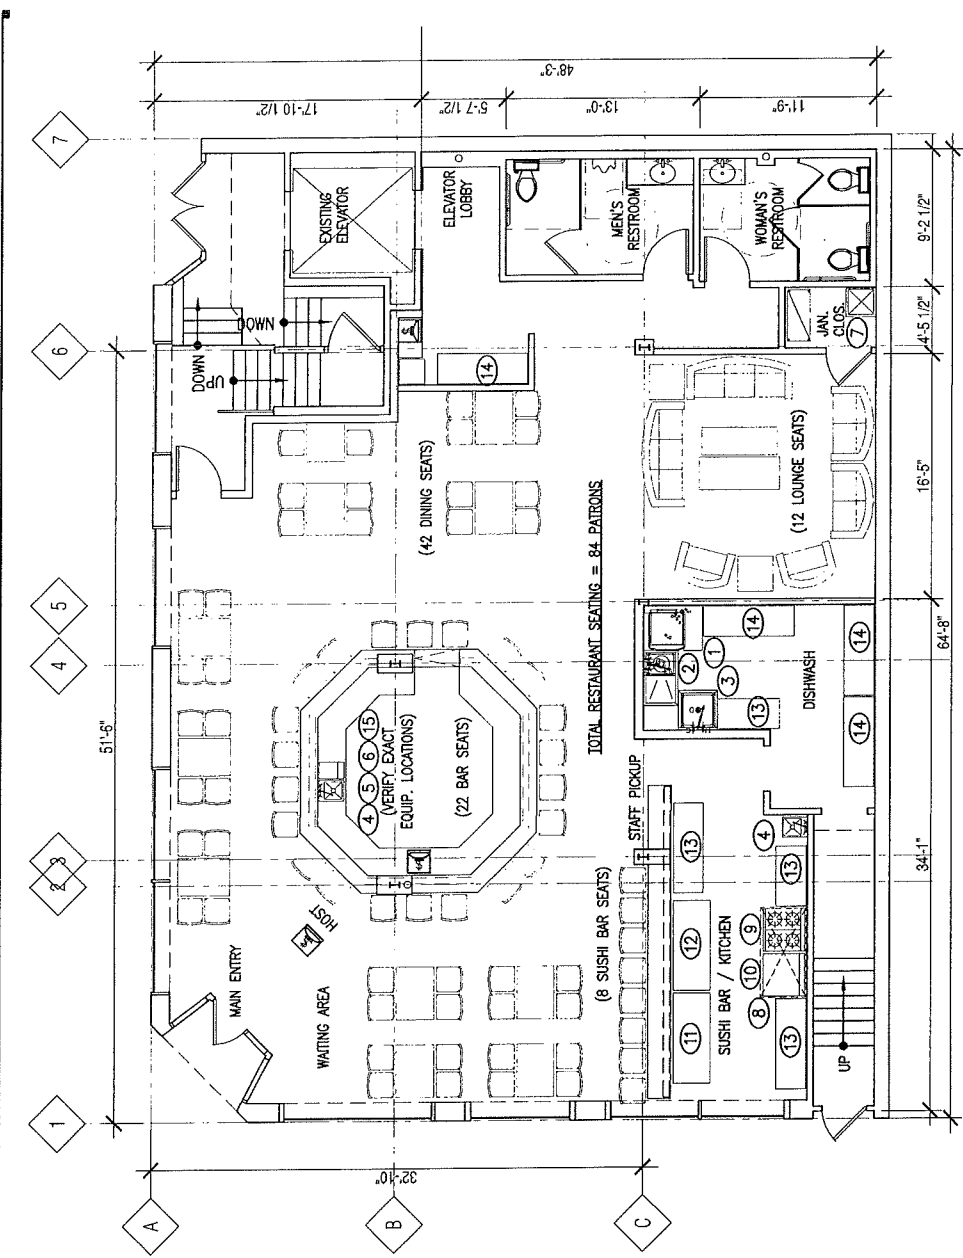 7
6
5
4
3
2
1
A
B
C
51'-6"
48'-3"
17'-10 1/2"
5'-7 1/2"
13'-0"
11'-9"
9'-2 1/2"
4'-5 1/2"
16'-5"
34'-1"
64'-8"
32'-10"
EXISTING
ELEVATOR
ELEVATOR
LOBBY
MEN'S
RESTROOM
WOMAN'S
RESTROOM
JAN.
CLOS.
7
DOWN
DOWN
UP
14
(42 DINING SEATS)
TOTAL RESTAURANT SEATING = 84 PATRONS
(12 LOUNGE SEATS)
4 5 6 15
(VERIFY EXACT
EQUIP. LOCATIONS)
(22 BAR SEATS)
HOST
MAIN ENTRY
WAITING AREA
(8 SUSHI BAR SEATS)
STAFF PICKUP
1
2
3
13
14
14
14
DISHWASH
SUSHI BAR / KITCHEN
11
12
13
4
13
9
10
8
13
UP